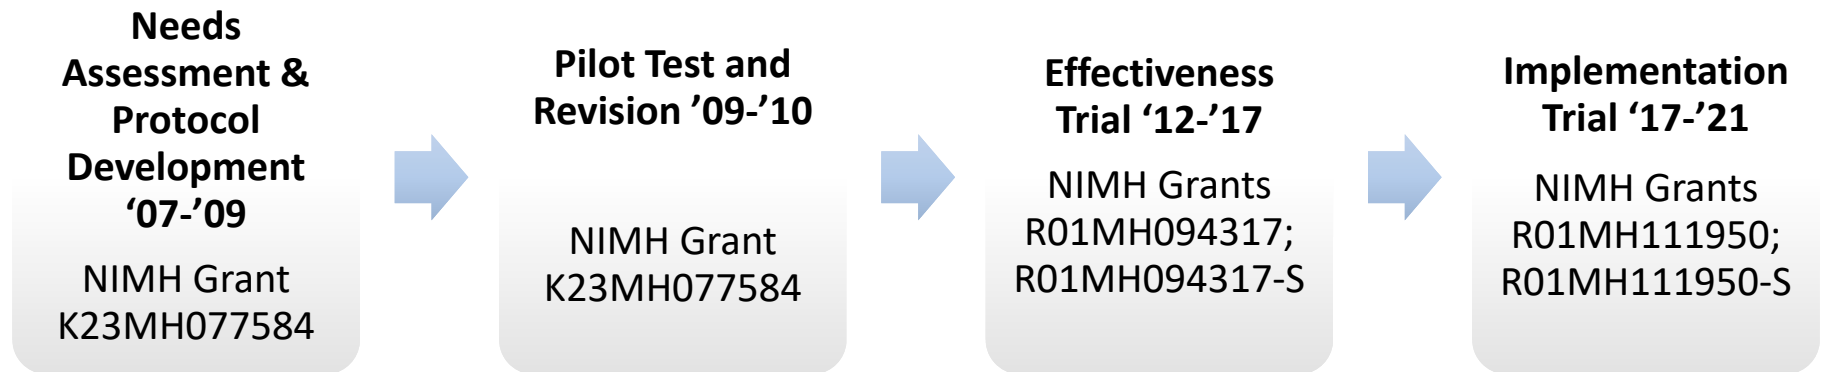 Needs
Assessment &
Protocol
Development
‘07-’09
NIMH Grant
K23MH077584
Pilot Test and
Revision ’09-’10
NIMH Grant
K23MH077584
Effectiveness
Trial ‘12-’17
NIMH Grants
R01MH094317;
R01MH094317-S
Implementation
Trial ‘17-’21
NIMH Grants
R01MH111950;
R01MH111950-S